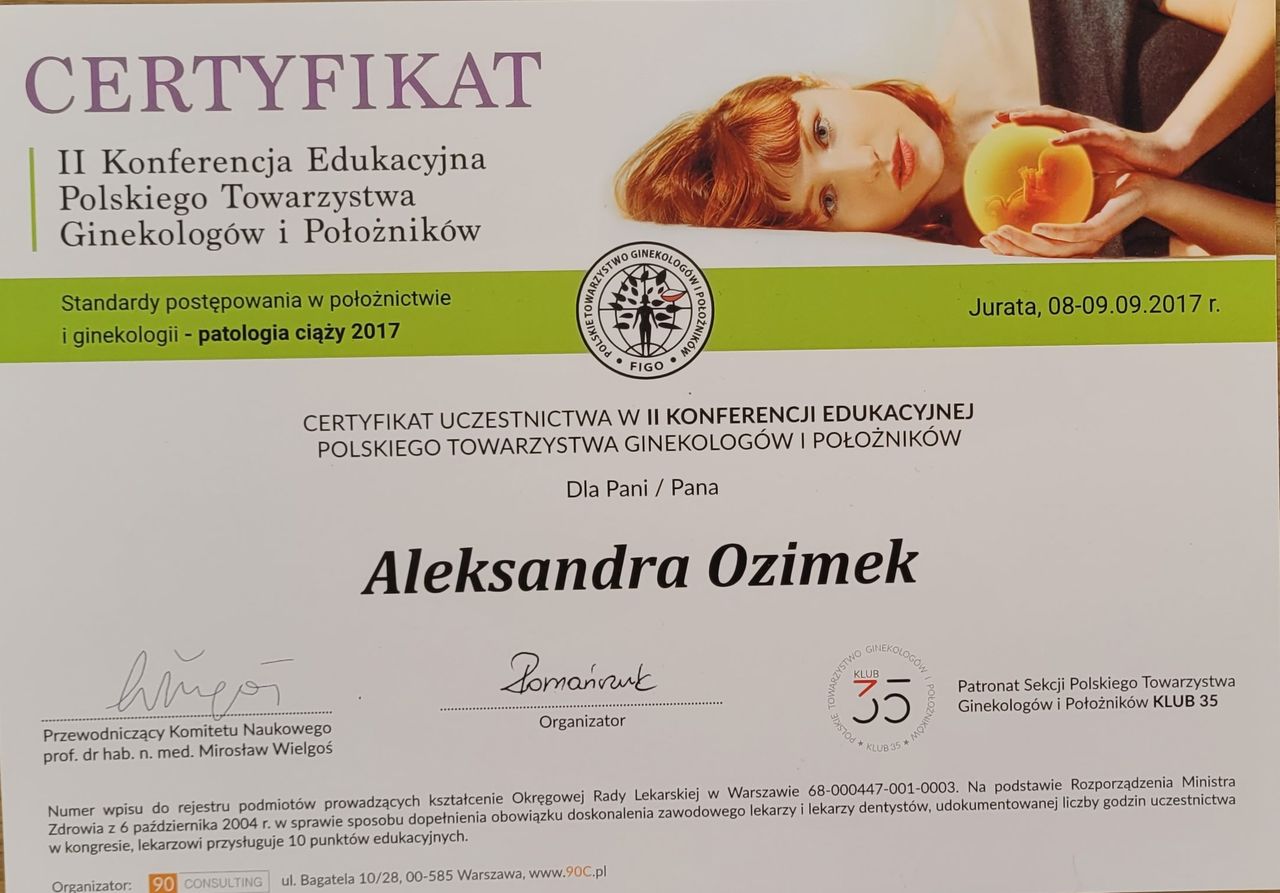 CERTYFIKAT
II Konferencja Edukacyjna
Polskiego Towarzystwa
Ginekologów i Położników
Standardy postępowania w położnictwie
i ginekologii - patologia ciąży 2017
POLSKIE TOWARZYSTWO GINEKOLOGÓW I POŁOŻNIKÓW
• FIGO •
Jurata, 08-09.09.2017 r.
CERTYFIKAT UCZESTNICTWA W II KONFERENCJI EDUKACYJNEJ
POLSKIEGO TOWARZYSTWA GINEKOLOGÓW I POŁOŻNIKÓW
Dla Pani / Pana
Aleksandra Ozimek
Przewodniczący Komitetu Naukowego
prof. dr hab. n. med. Mirosław Wielgoś
Romańczuk
Organizator
POLSKIE TOWARZYSTWO GINEKOLOGÓW I POŁOŻNIKÓW
KLUB
35
★ KLUB 35 ★
Patronat Sekcji Polskiego Towarzystwa
Ginekologów i Położników KLUB 35
Numer wpisu do rejestru podmiotów prowadzących kształcenie Okręgowej Rady Lekarskiej w Warszawie 68-000447-001-0003. Na podstawie Rozporządzenia Ministra
Zdrowia z 6 października 2004 r. w sprawie sposobu dopełnienia obowiązku doskonalenia zawodowego lekarzy i lekarzy dentystów, udokumentowanej liczby godzin uczestnictwa
w kongresie, lekarzowi przysługuje 10 punktów edukacyjnych.
Organizator: 90 CONSULTING ul. Bagatela 10/28, 00-585 Warszawa, www.90C.pl